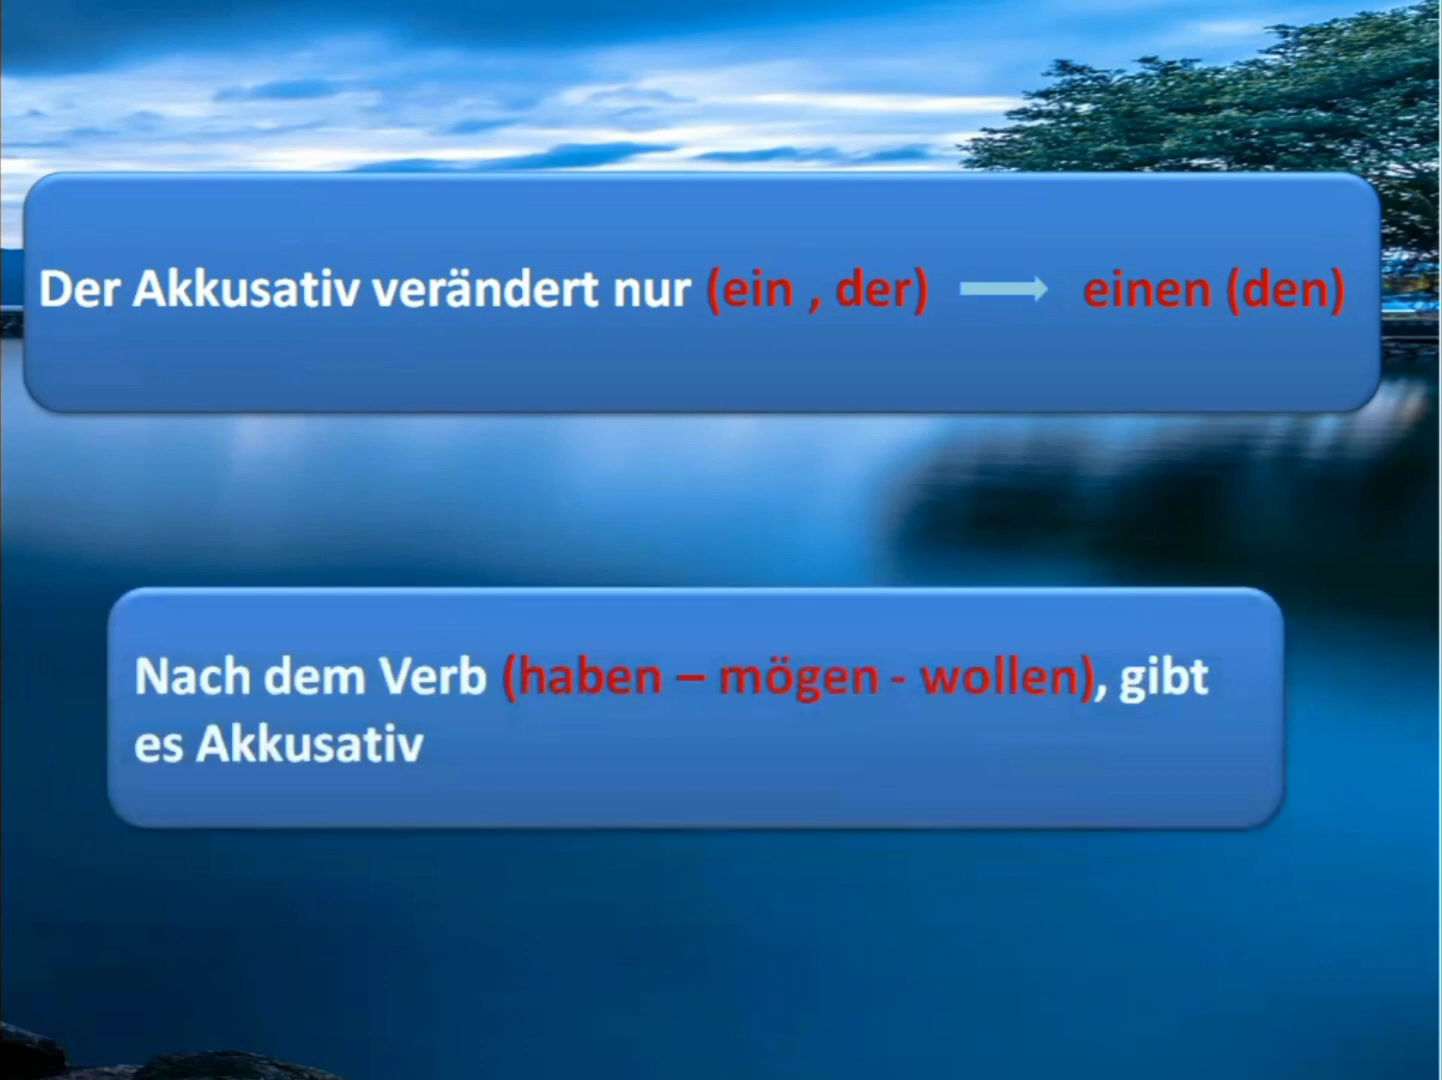 Der Akkusativ verändert nur (ein , der) → einen (den)
Nach dem Verb (haben – mögen - wollen), gibt
es Akkusativ